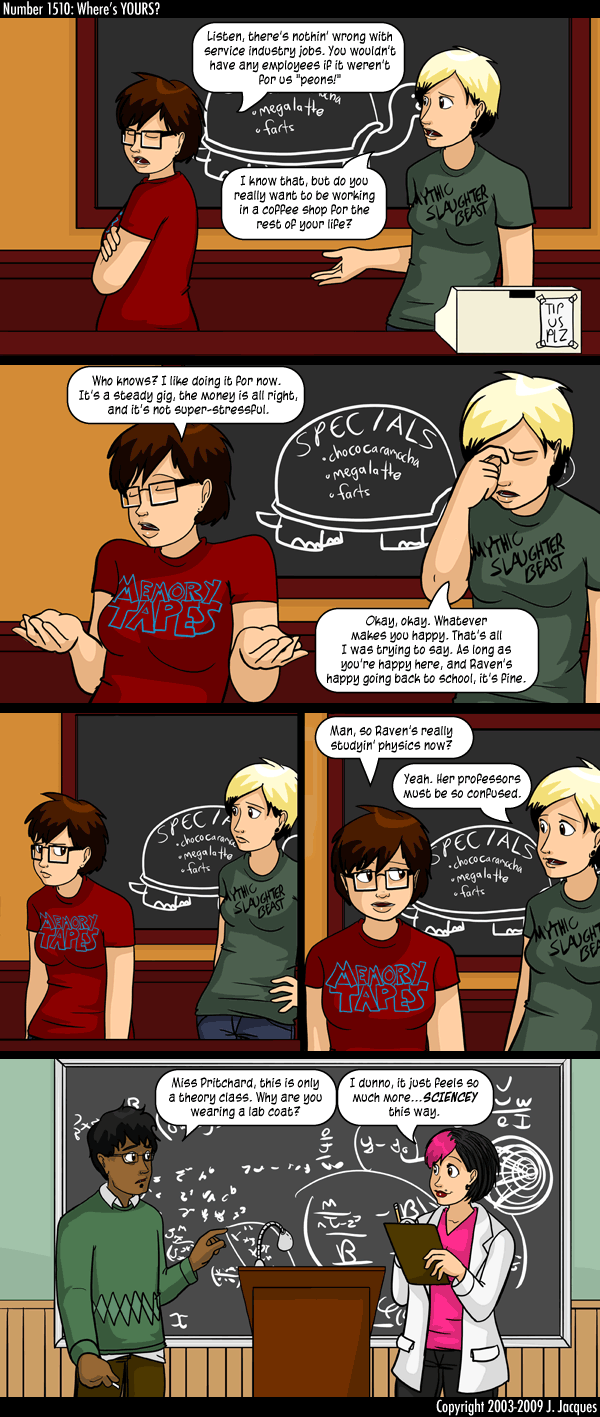 Number 1510: Where's YOURS?
Listen, there's nothin' wrong with
service industry jobs. You wouldn't
have any employees if it weren't
for us "peons!"
megalatte
farts
I know that, but do you
really want to be working
in a coffee shop for the
rest of your life?
MYTHIC
SLAUGHTER
BEAST
TIP
US
PLZ
Who knows? I like doing it for now.
It's a steady gig, the money is all right,
and it's not super-stressful.
SPECIALS
chococaramocha
megalatte
farts
MEMORY
TAPES
MYTHIC
SLAUGHTER
BEAST
Okay, okay. Whatever
makes you happy. That's all
I was trying to say. As long as
you're happy here, and Raven's
happy going back to school, it's fine.
SPECIA
chococaramocha
megalatte
farts
MEMORY
TAPES
MYTHIC
SLAUGHTER
BEAST
Man, so Raven's really
studyin' physics now?
Yeah. Her professors
must be so confused.
SPECIALS
chococaramocha
megalatte
farts
MEMORY
TAPES
MYTHIC
SLAUGHTER
BEA
Miss Pritchard, this is only
a theory class. Why are you
wearing a lab coat?
I dunno, it just feels so
much more...SCIENCEY
this way.
Copyright 2003-2009 J. Jacques